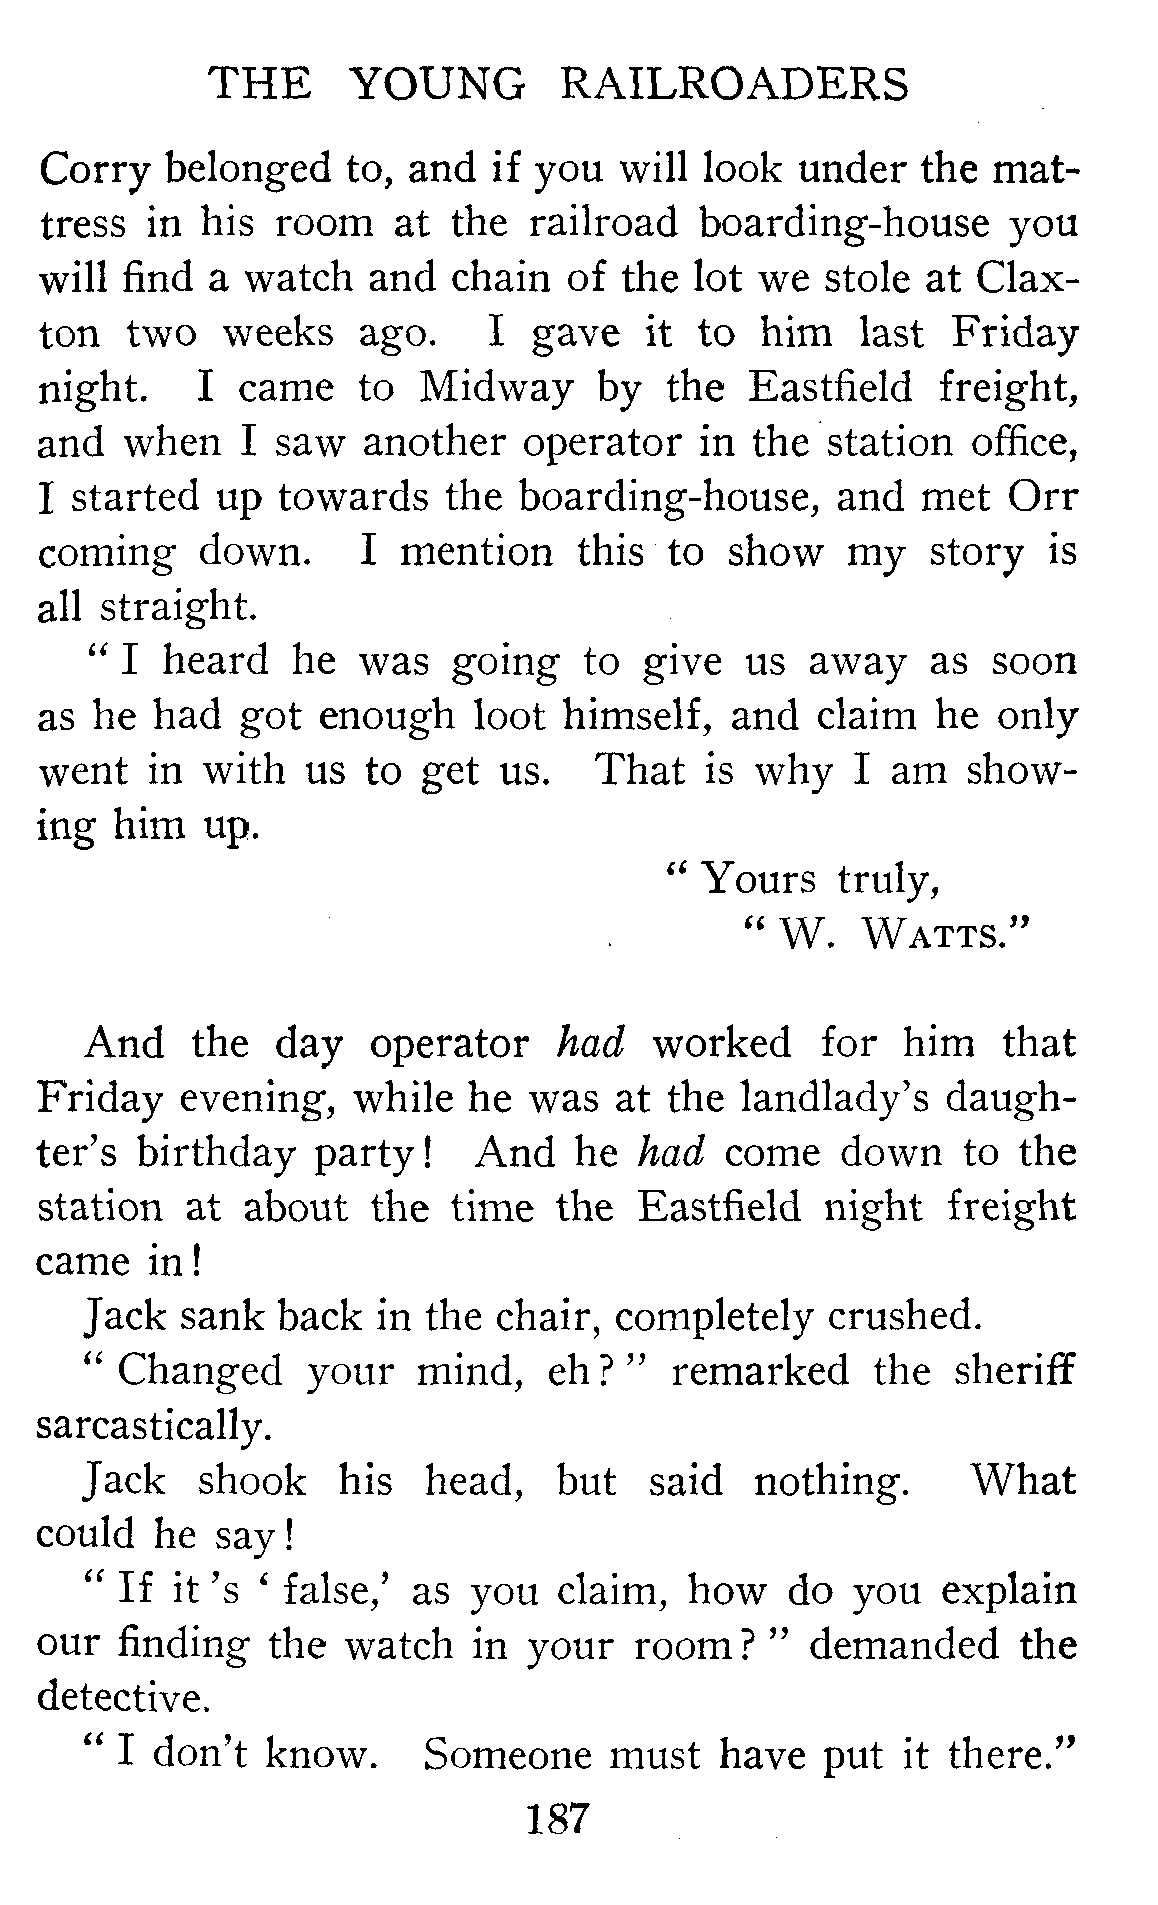 THE YOUNG RAILROADERS
Corry belonged to, and if you will look under the mat-
tress in his room at the railroad boarding-house you
will find a watch and chain of the lot we stole at Clax-
ton two weeks ago. I gave it to him last Friday
night. I came to Midway by the Eastfield freight,
and when I saw another operator in the station office,
I started up towards the boarding-house, and met Orr
coming down. I mention this to show my story is
all straight.
“ I heard he was going to give us away as soon
as he had got enough loot himself, and claim he only
went in with us to get us. That is why I am show-
ing him up.
“ Yours truly,
“ W. WATTS.”
And the day operator had worked for him that
Friday evening, while he was at the landlady’s daugh-
ter’s birthday party! And he had come down to the
station at about the time the Eastfield night freight
came in!
Jack sank back in the chair, completely crushed.
“ Changed your mind, eh? ” remarked the sheriff
sarcastically.
Jack shook his head, but said nothing. What
could he say!
“ If it ’s ‘ false,’ as you claim, how do you explain
our finding the watch in your room? ” demanded the
detective.
“ I don’t know. Someone must have put it there.”
187